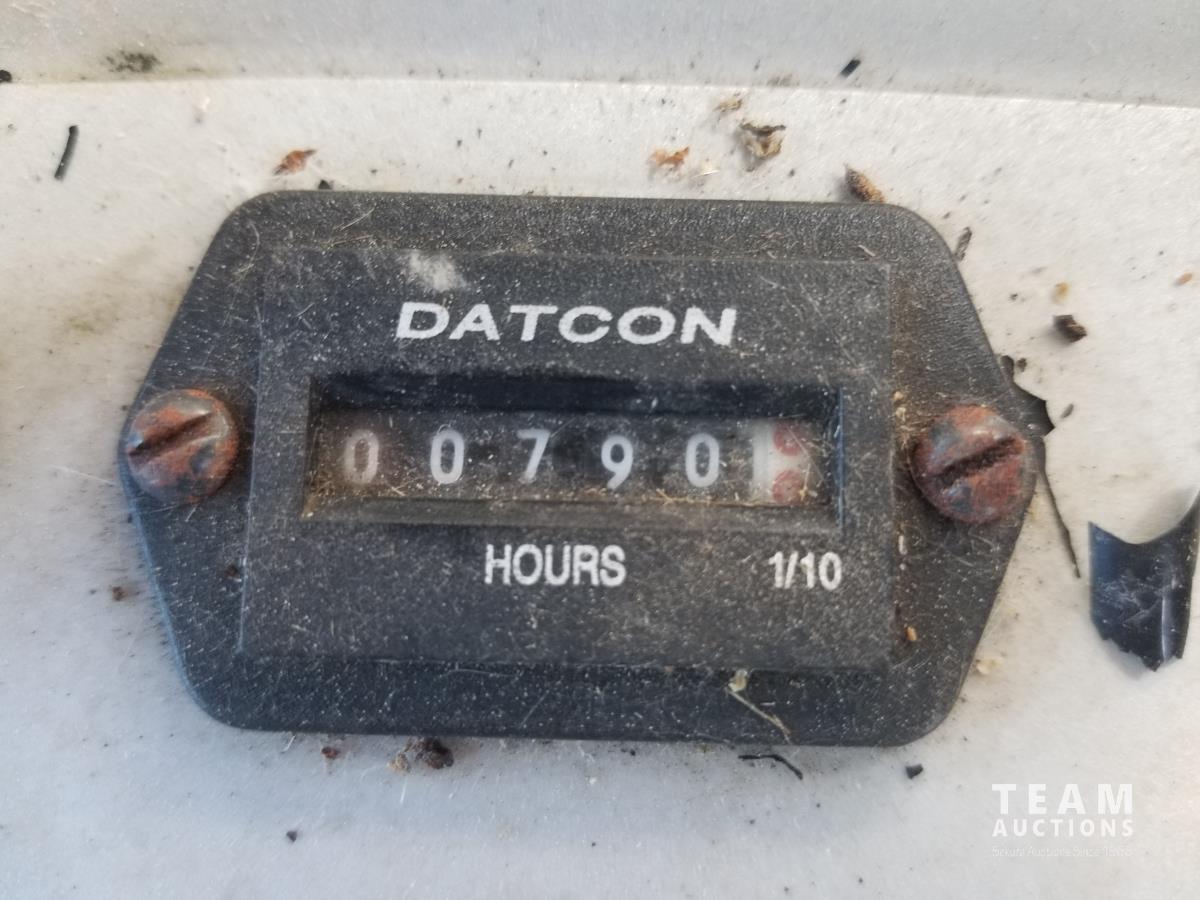 DATCON
0 0 7 9 0
HOURS 1/10
TEAM
AUCTIONS